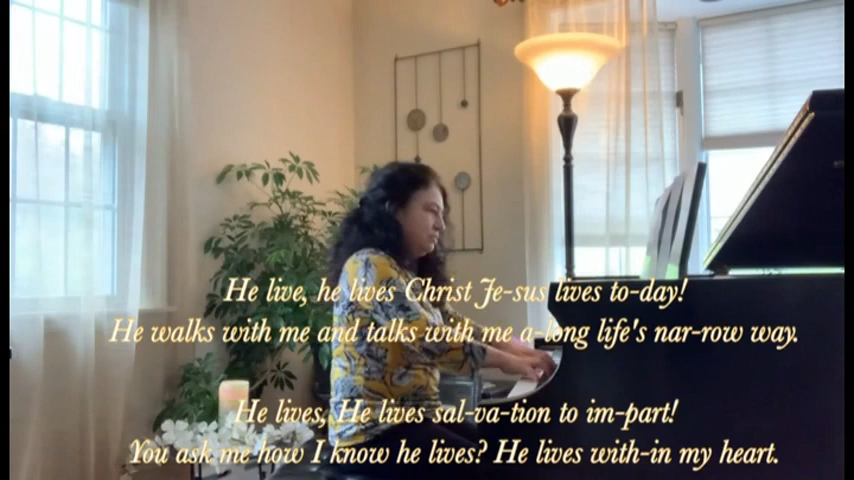 He live, he lives Christ Je-sus lives to-day!
He walks with me and talks with me a-long life's nar-row way.
He lives, He lives sal-va-tion to im-part!
You ask me how I know he lives? He lives with-in my heart.